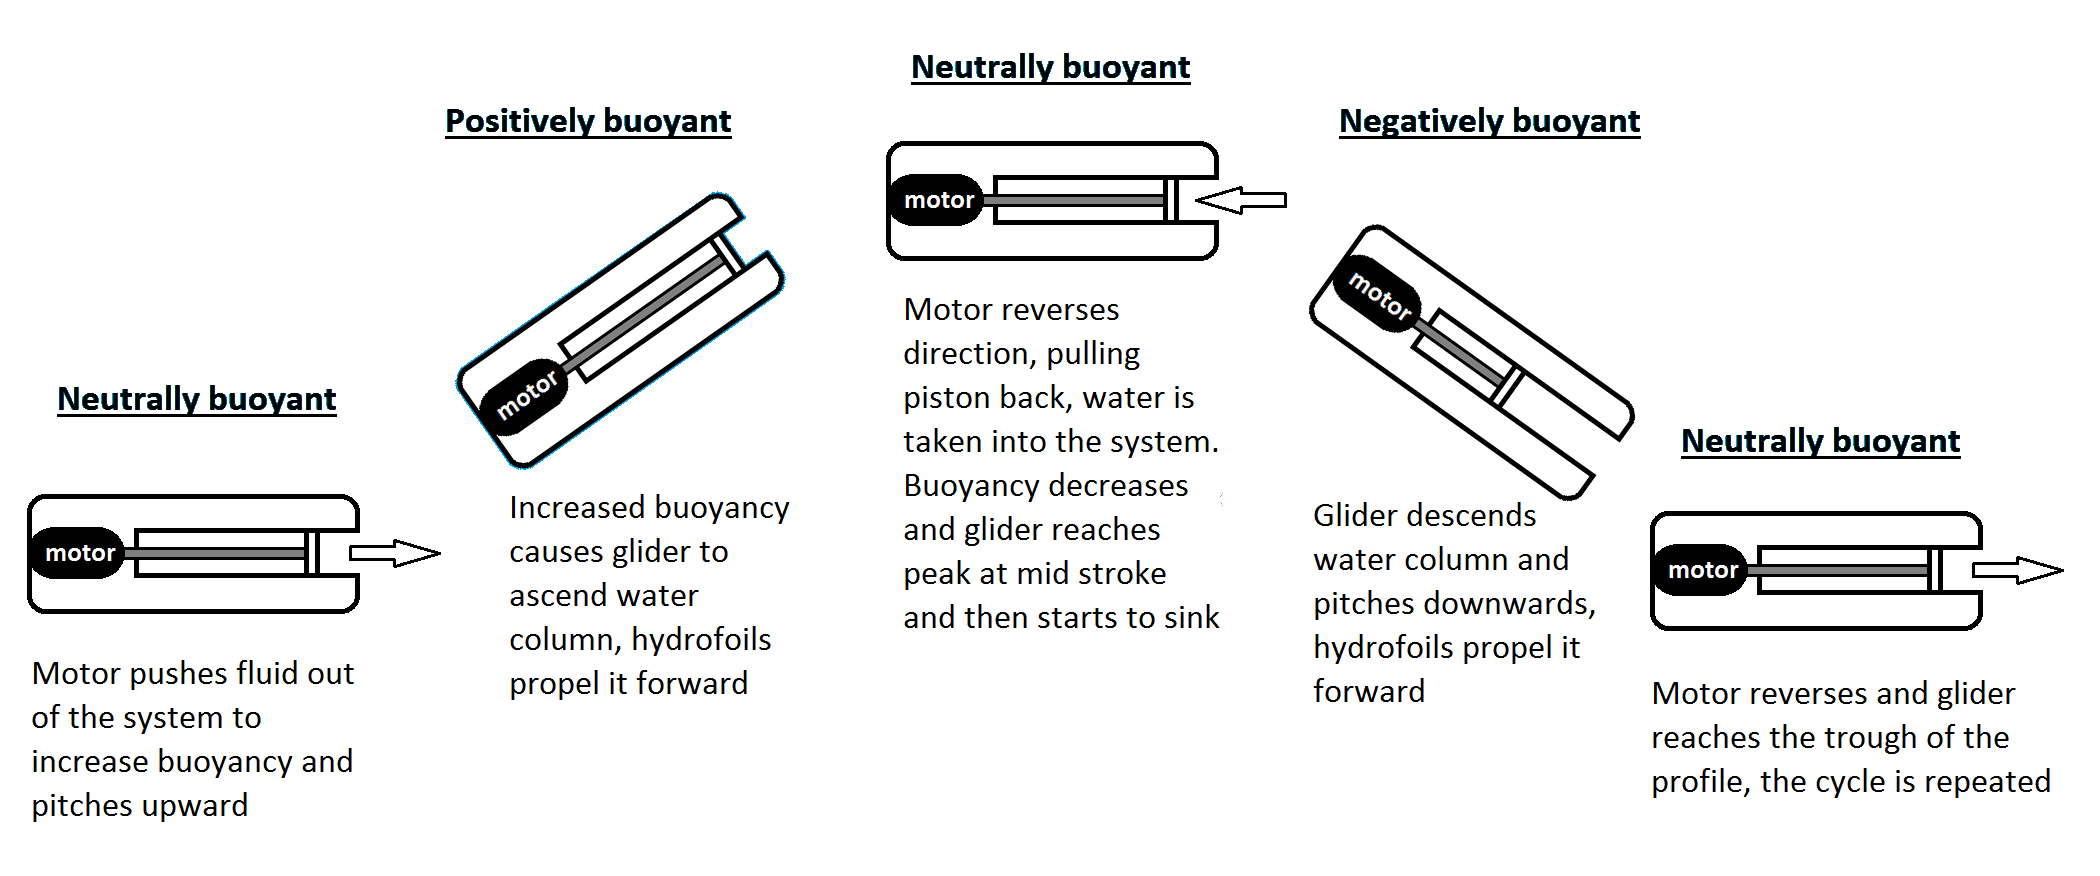 Neutrally buoyant
motor
Motor pushes fluid out
of the system to
increase buoyancy and
pitches upward
Positively buoyant
motor
Increased buoyancy
causes glider to
ascend water
column, hydrofoils
propel it forward
Neutrally buoyant
motor
Motor reverses
direction, pulling
piston back, water is
taken into the system.
Buoyancy decreases
and glider reaches
peak at mid stroke
and then starts to sink
Negatively buoyant
motor
Glider descends
water column and
pitches downwards,
hydrofoils propel it
forward
Neutrally buoyant
motor
Motor reverses and glider
reaches the trough of the
profile, the cycle is repeated